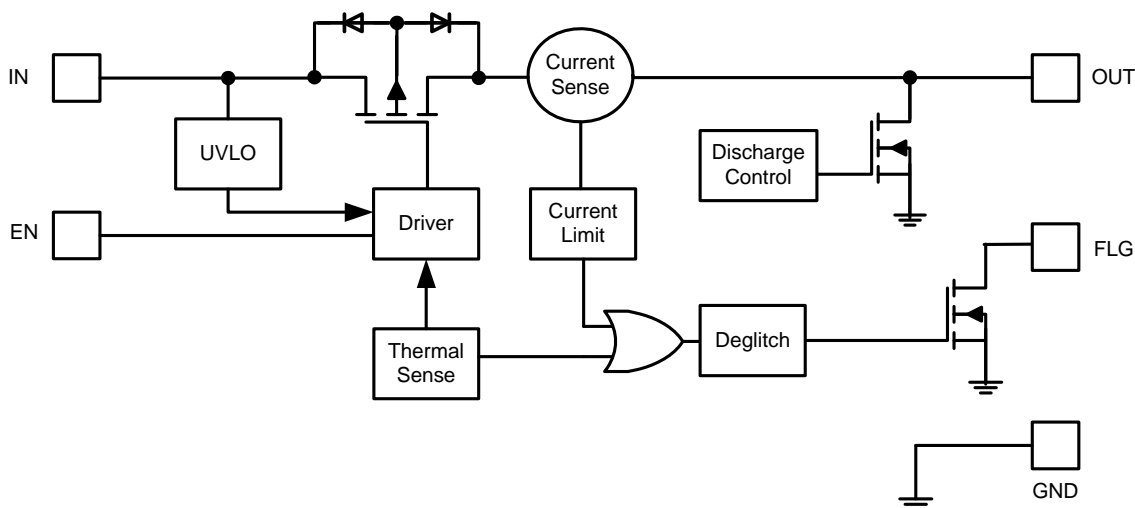 IN
Current
Sense
OUT
UVLO
Discharge
Control
EN
Driver
Current
Limit
FLG
Thermal
Sense
Deglitch
GND